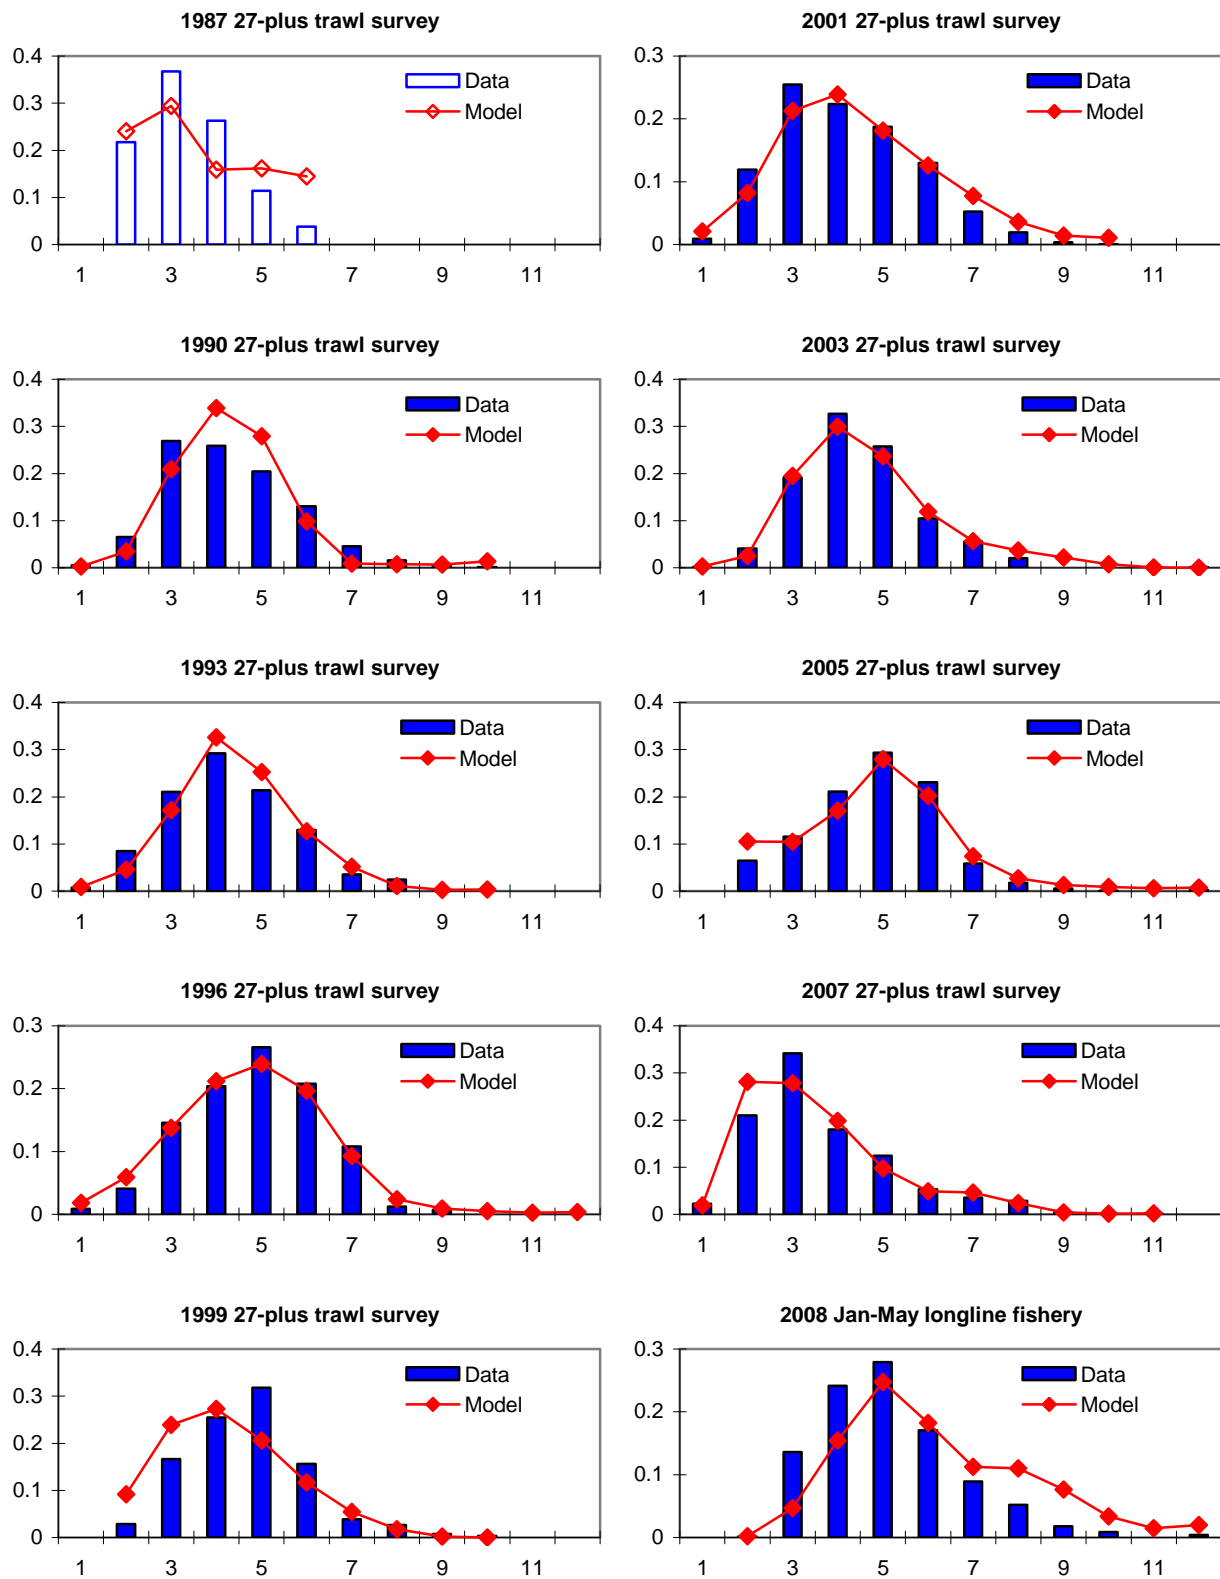 1987 27-plus trawl survey
0.4
0.3
0.2
0.1
0
Data
Model
1 3 5 7 9 11
2001 27-plus trawl survey
0.3
0.2
0.1
0
Data
Model
1 3 5 7 9 11
1990 27-plus trawl survey
0.4
0.3
0.2
0.1
0
Data
Model
1 3 5 7 9 11
2003 27-plus trawl survey
0.4
0.3
0.2
0.1
0
Data
Model
1 3 5 7 9 11
1993 27-plus trawl survey
0.4
0.3
0.2
0.1
0
Data
Model
1 3 5 7 9 11
2005 27-plus trawl survey
0.4
0.3
0.2
0.1
0
Data
Model
1 3 5 7 9 11
1996 27-plus trawl survey
0.3
0.2
0.1
0
Data
Model
1 3 5 7 9 11
2007 27-plus trawl survey
0.4
0.3
0.2
0.1
0
Data
Model
1 3 5 7 9 11
1999 27-plus trawl survey
0.4
0.3
0.2
0.1
0
Data
Model
1 3 5 7 9 11
2008 Jan-May longline fishery
0.3
0.2
0.1
0
Data
Model
1 3 5 7 9 11